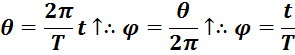 θ = 2π/T t ↑∴ φ = θ/2π ↑∴ φ = t/T